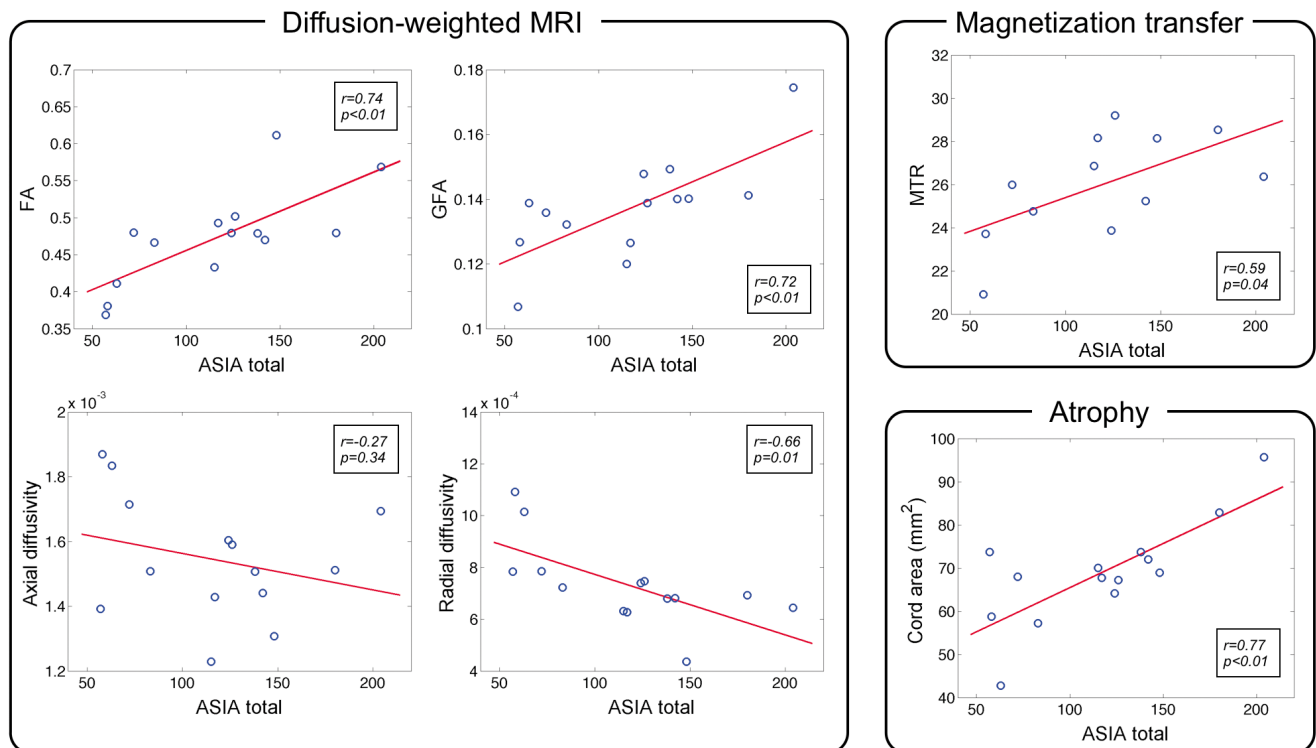 Diffusion-weighted MRI
0.7
0.65
0.6
0.55
0.5
0.45
0.4
0.35
FA
r=0.74
p<0.01
50 100 150 200
ASIA total
0.18
0.16
0.14
0.12
0.1
GFA
r=0.72
p<0.01
50 100 150 200
ASIA total
x 10⁻³
2
1.8
1.6
1.4
1.2
Axial diffusivity
r=-0.27
p=0.34
50 100 150 200
ASIA total
x 10⁻⁴
14
12
10
8
6
4
Radial diffusivity
r=-0.66
p=0.01
50 100 150 200
ASIA total
Magnetization transfer
32
30
28
26
24
22
20
MTR
r=0.59
p=0.04
50 100 150 200
ASIA total
Atrophy
100
90
80
70
60
50
40
Cord area (mm²)
r=0.77
p<0.01
50 100 150 200
ASIA total